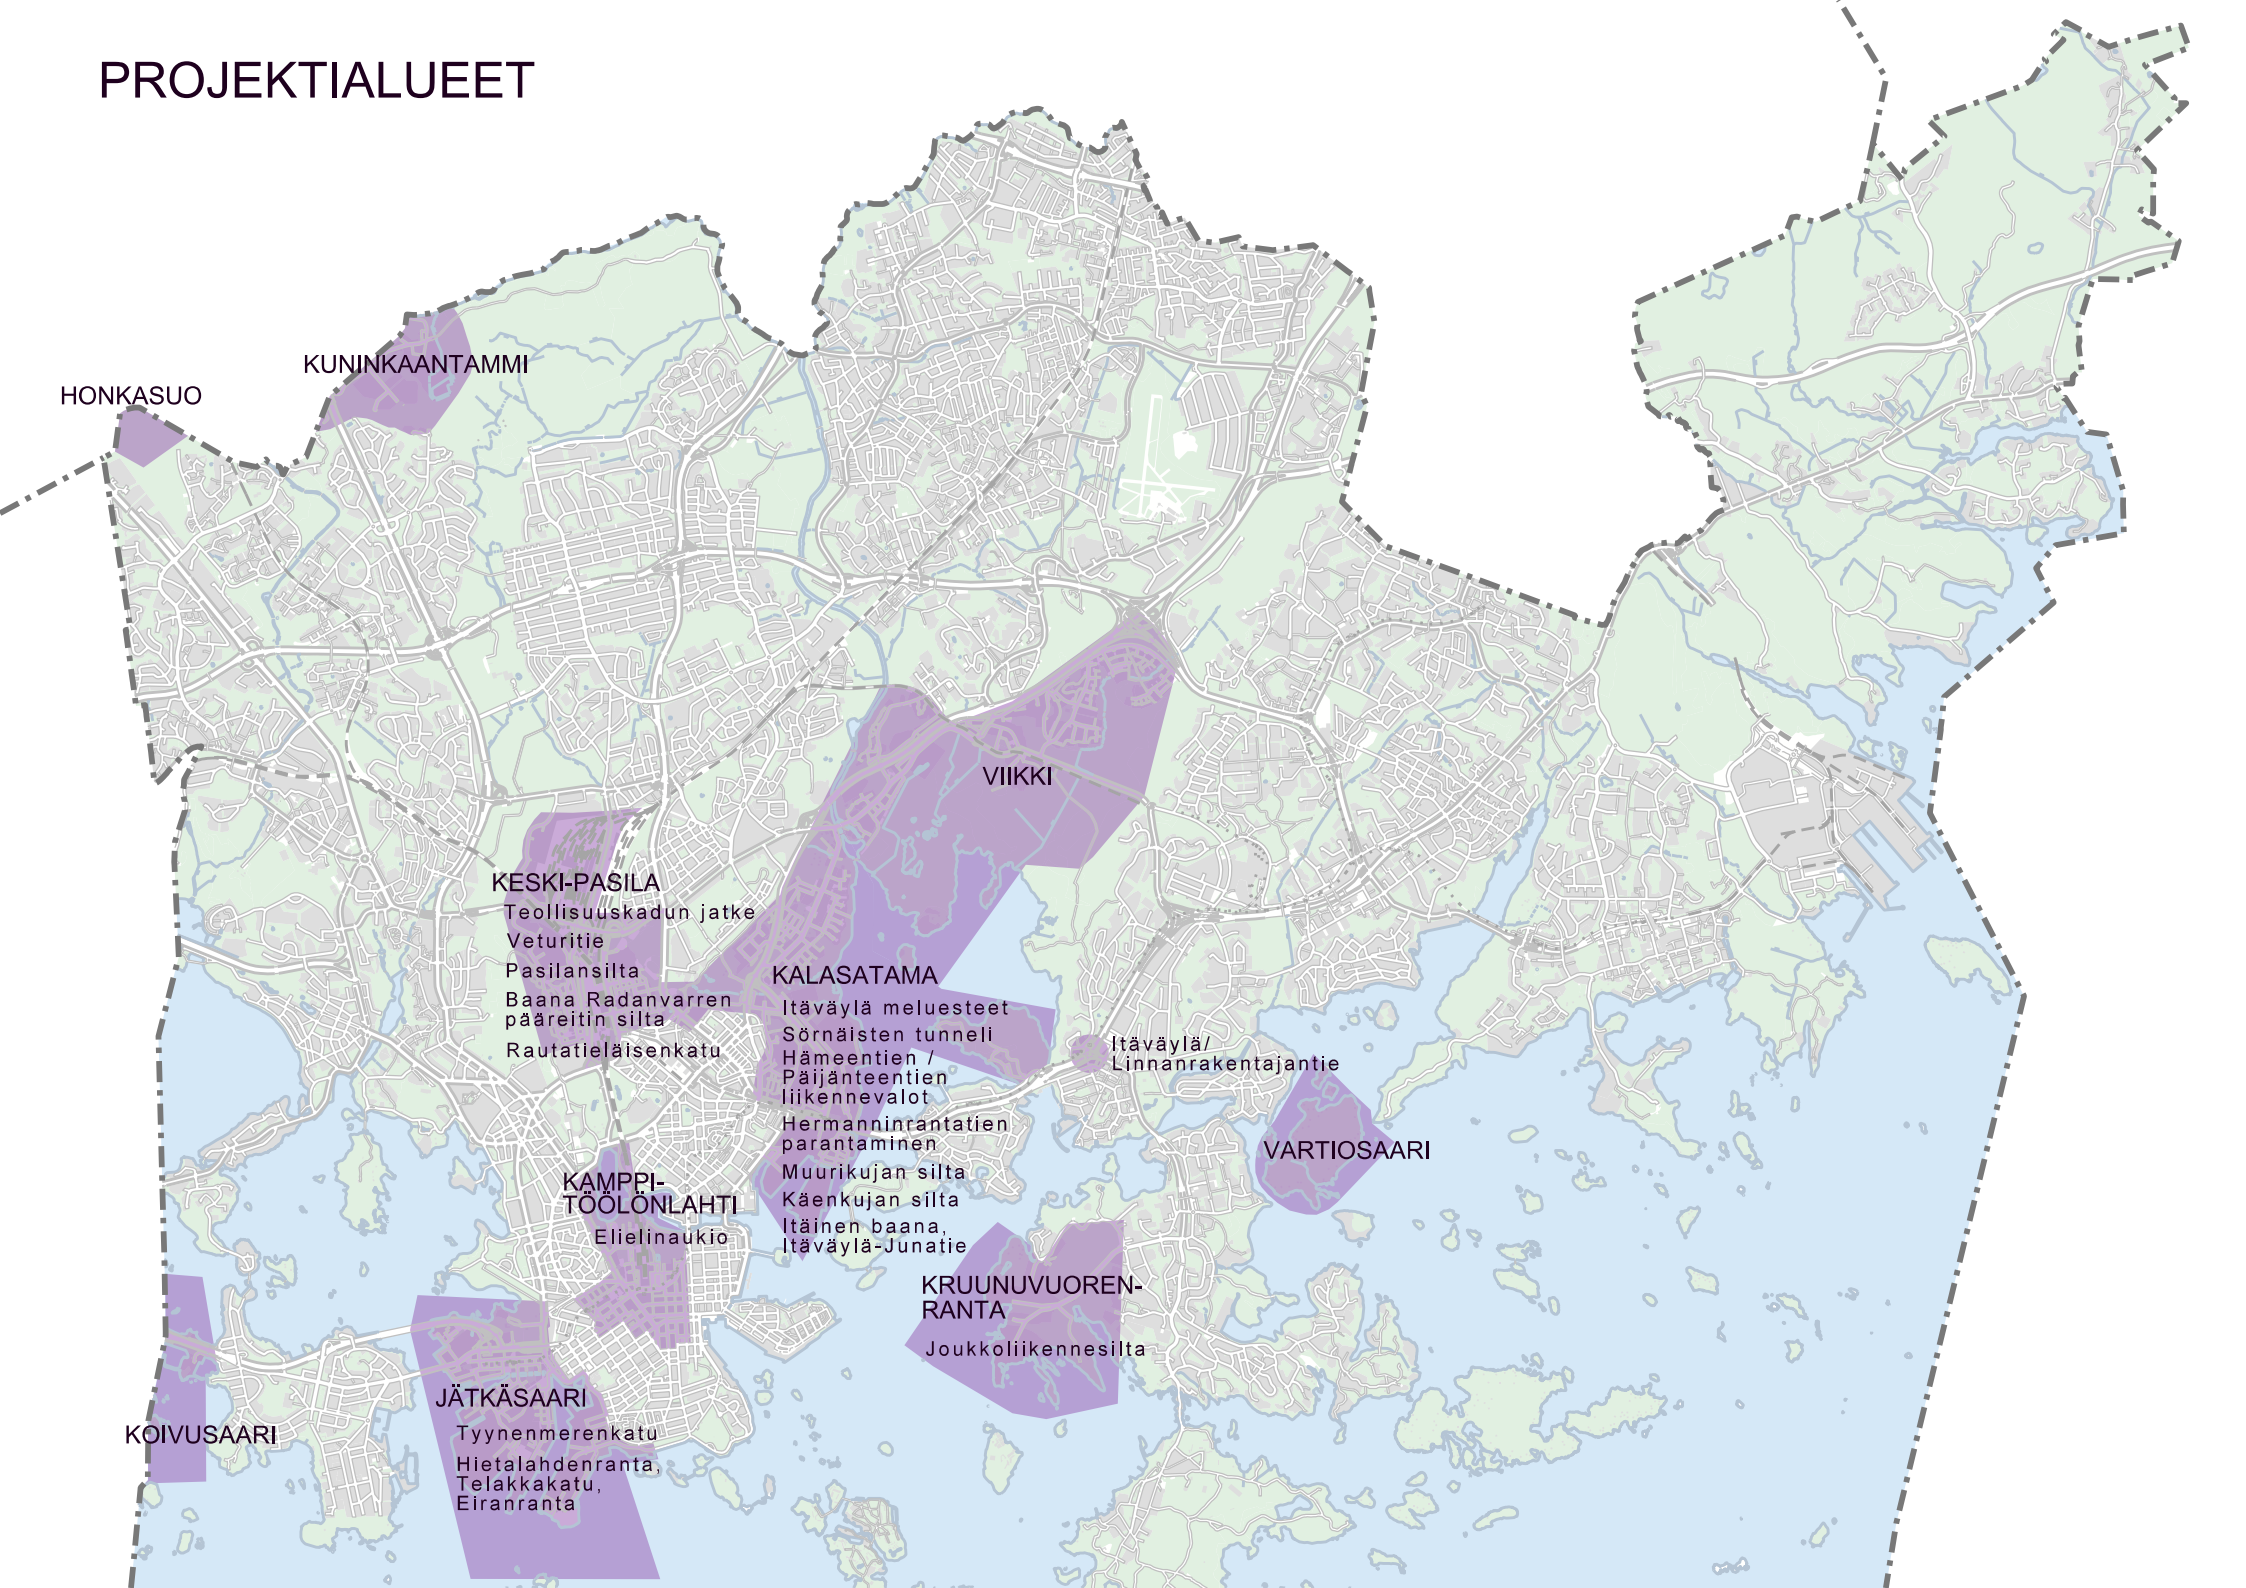 PROJEKTIALUEET
KUNINKAANTAMMI
HONKASUO
VIIKKI
KESKI-PASILA
Teollisuuskadun jatke
Veturitie
Pasilansilta
Baana Radanvarren
pääreitin silta
Rautatieläisenkatu
KALASATAMA
Itäväylä meluesteet
Sörnäisten tunneli
Hämeentien /
Päijänteentien
liikennevalot
Hermanninrantatien
parantaminen
Muurikujan silta
Käenkujan silta
Itäinen baana,
Itäväylä-Junatie
Itäväylä/
Linnanrakentajantie
VARTIOSAARI
KAMPPI-
TÖÖLÖNLAHTI
Elielinaukio
KRUUNUVUOREN-
RANTA
Joukkoliikennesilta
JÄTKÄSAARI
Tyynenmerenkatu
Hietalahdenranta,
Telakkakatu,
Eiranranta
KOIVUSAARI